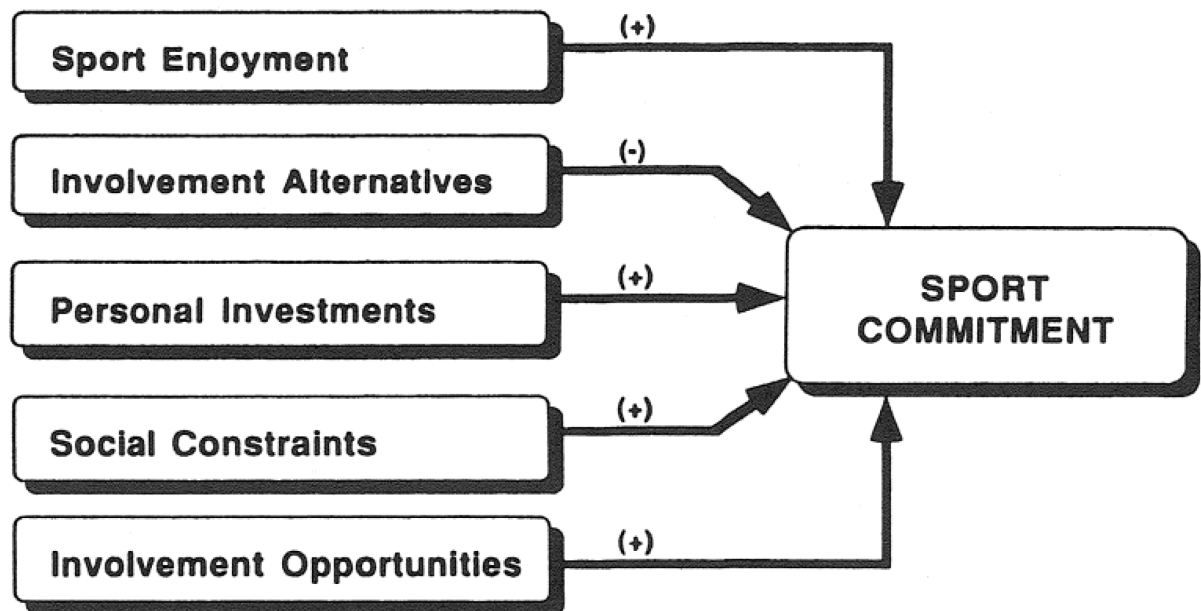 Sport Enjoyment
(+)
Involvement Alternatives
(-)
Personal Investments
(+)
SPORT
COMMITMENT
Social Constraints
(+)
Involvement Opportunities
(+)